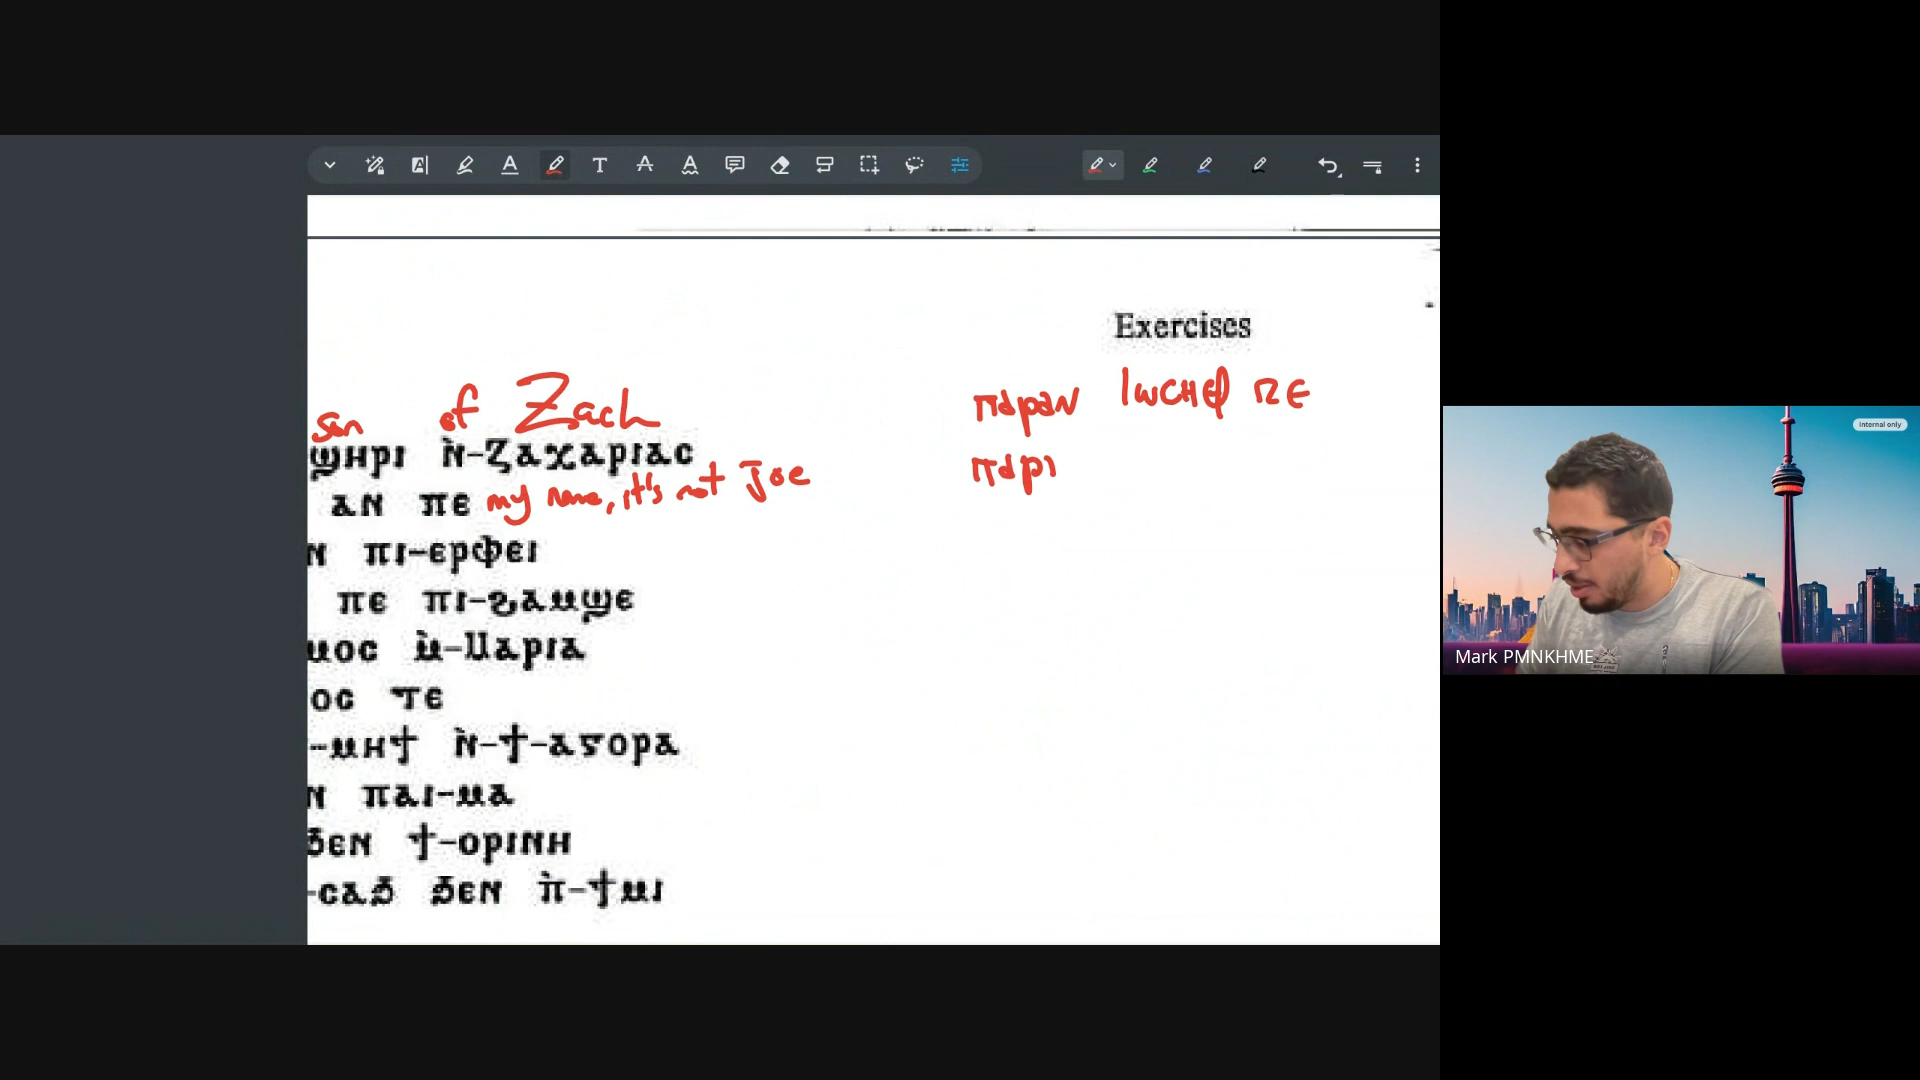 Exercises
ⲡⲁⲣⲁⲛ ⲓⲱⲥⲏⲫ ⲡⲉ
son of Zach
ϣⲏⲣⲓ ⲛ̀-ⲍⲁⲭⲁⲣⲓⲁⲥ
ⲡⲁⲣⲓ
ⲁⲛ ⲡⲉ my name, it's not Joe
ⲛ ⲡⲓ-ⲉⲣⲫⲉⲓ
ⲡⲉ ⲡⲓ-ϩⲁⲙϣⲉ
ⲙⲟⲥ ⲙ̀-Ⲙⲁⲣⲓⲁ
ⲟⲥ ⲧⲉ
-ⲙⲏϯ ⲛ̀-ϯ-ⲁⲅⲟⲣⲁ
ⲛ ⲡⲁⲓ-ⲙⲁ
ϧⲉⲛ ϯ-ⲟⲣⲓⲛⲏ
-ⲥⲁϧ ϧⲉⲛ ⲡ̀-ϯⲙⲓ
Internal only
Mark PMNKHME